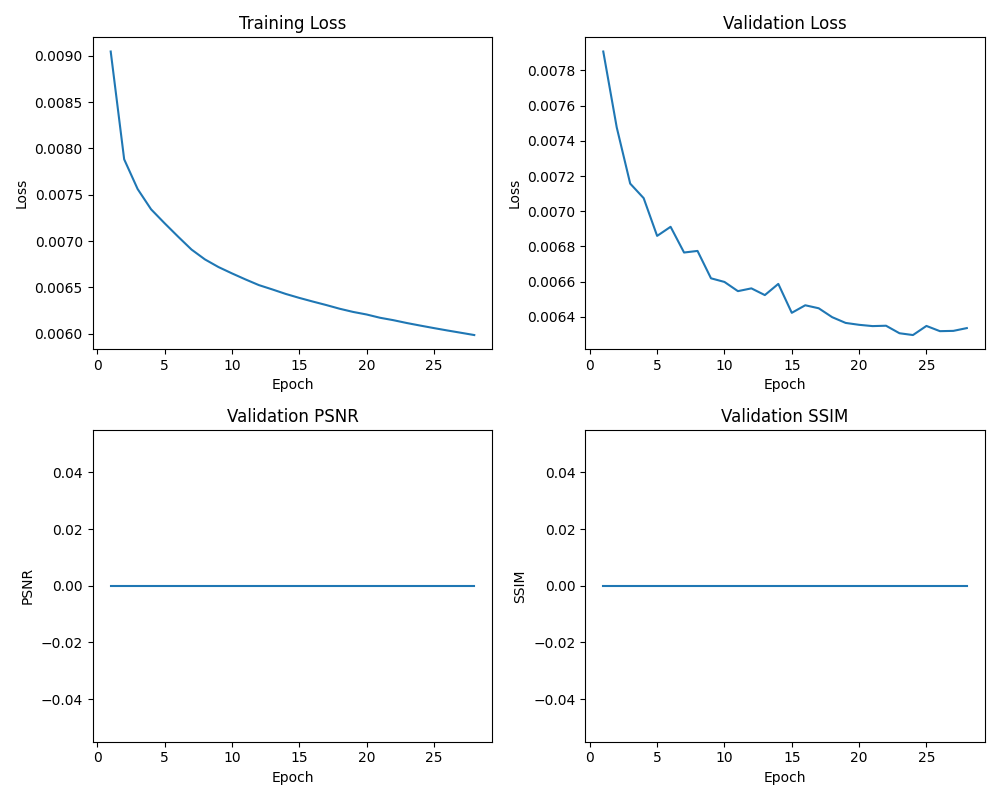 Training Loss
Loss
0.0090
0.0085
0.0080
0.0075
0.0070
0.0065
0.0060
0 5 10 15 20 25
Epoch
Validation Loss
Loss
0.0078
0.0076
0.0074
0.0072
0.0070
0.0068
0.0066
0.0064
0 5 10 15 20 25
Epoch
Validation PSNR
PSNR
0.04
0.02
0.00
−0.02
−0.04
0 5 10 15 20 25
Epoch
Validation SSIM
SSIM
0.04
0.02
0.00
−0.02
−0.04
0 5 10 15 20 25
Epoch